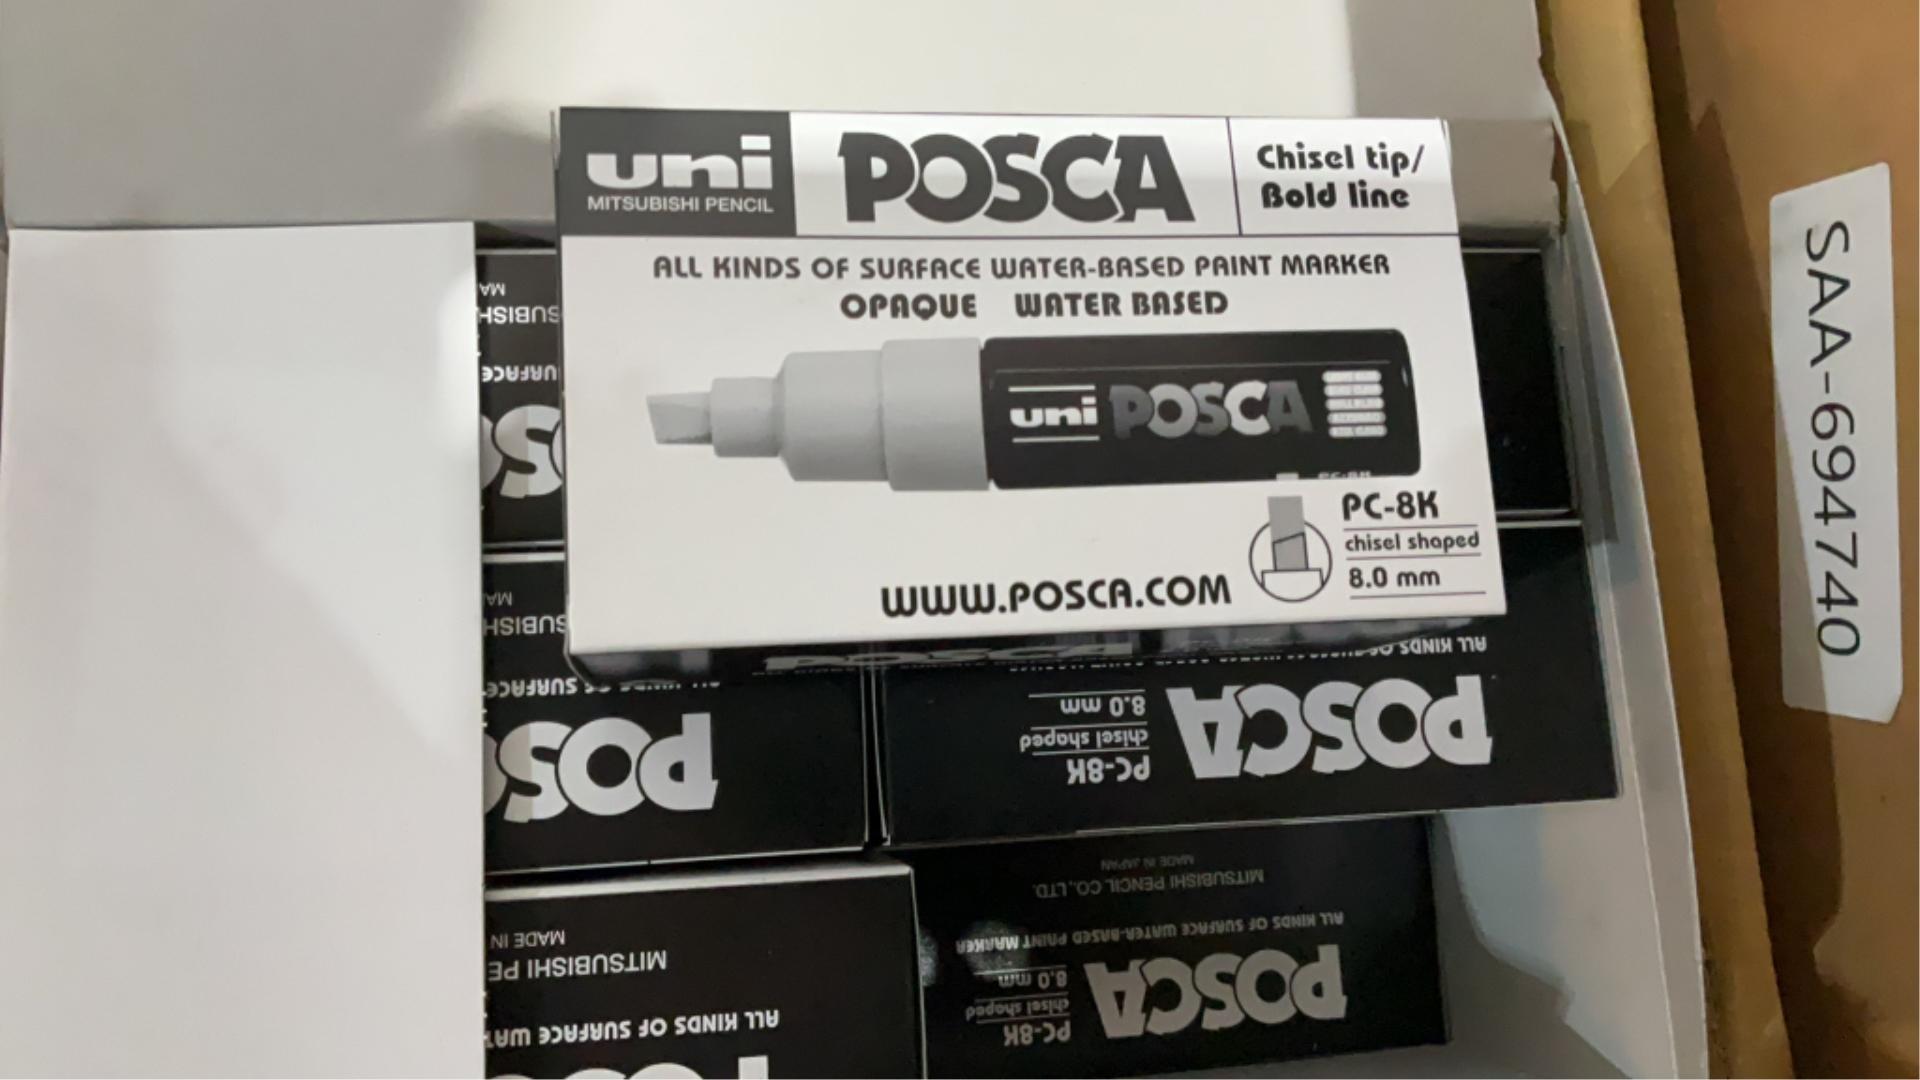 uni
MITSUBISHI PENCIL
POSCA
Chisel tip/
Bold line
ALL KINDS OF SURFACE WATER-BASED PAINT MARKER
OPAQUE WATER BASED
uni POSCA
PC-8K
chisel shaped
8.0 mm
WWW.POSCA.COM
SAA-694740
ALL KINDS
POSCA
PC-8K
chisel shaped
8.0 mm
POS
MADE IN
MITSUBISHI PE
ALL KINDS OF SURFACE WAT
MADE IN JAPAN
MITSUBISHI PENCIL CO.,LTD.
ALL KINDS OF SURFACE WATER-BASED PAINT MARKER
POSCA
PC-8K
chisel shaped
8.0 mm